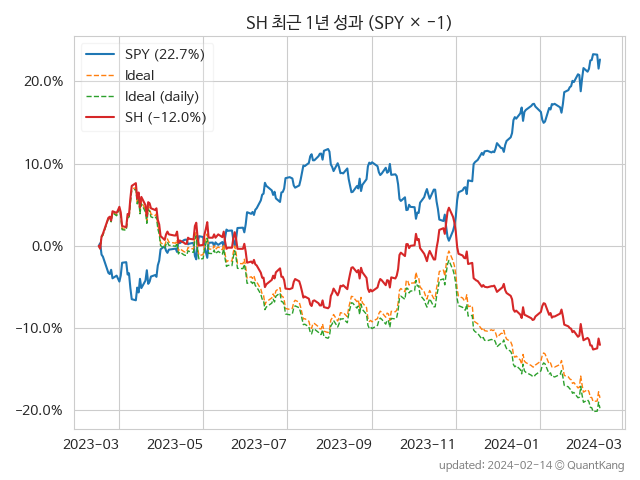 SH 최근 1년 성과 (SPY × -1)
SPY (22.7%)
Ideal
Ideal (daily)
SH (-12.0%)
20.0%
10.0%
0.0%
-10.0%
-20.0%
2023-03 2023-05 2023-07 2023-09 2023-11 2024-01 2024-03
updated: 2024-02-14 © QuantKang